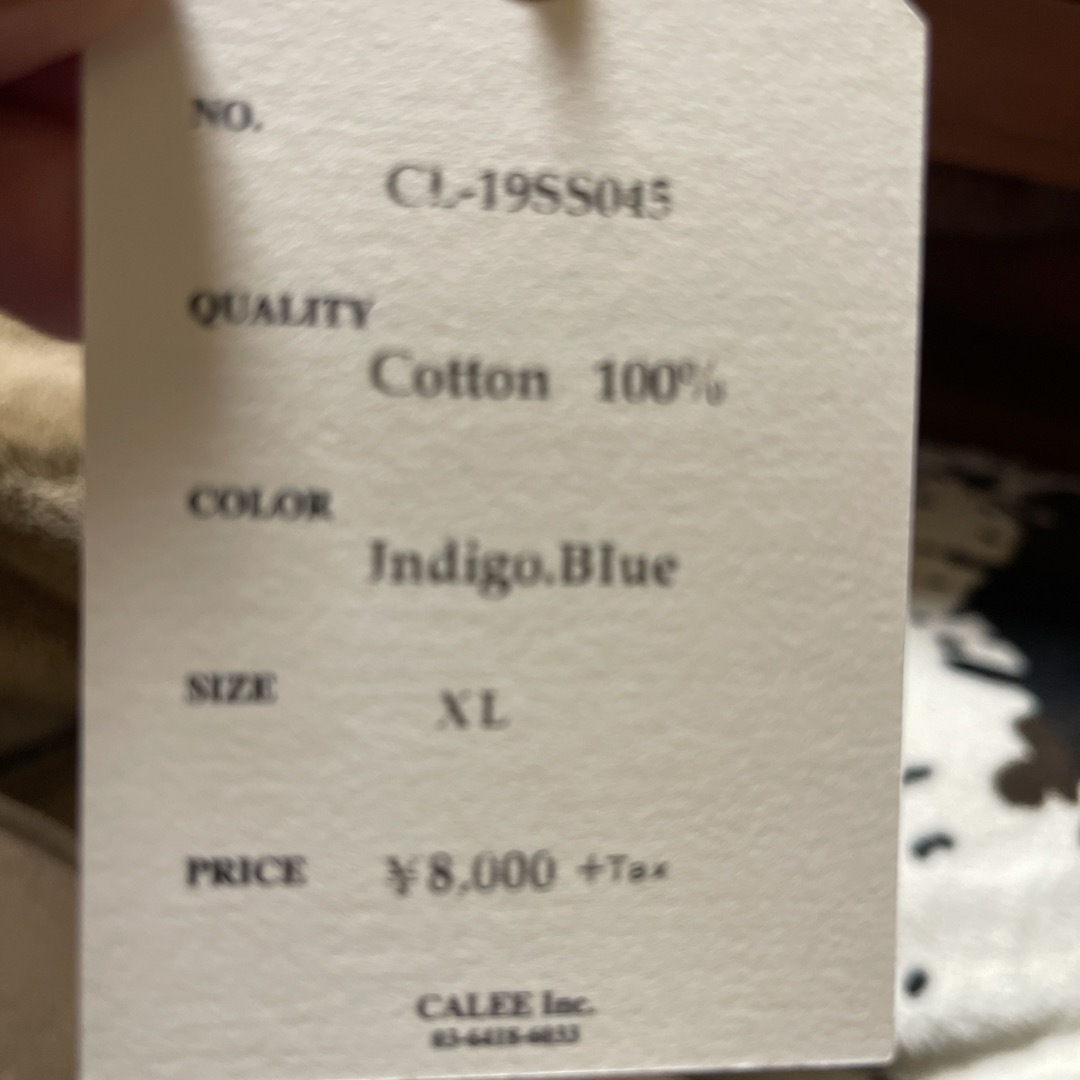 NO.
CL-19SS045
QUALITY
Cotton 100%
COLOR
Indigo.Blue
SIZE
XL
PRICE ¥8,000 +Tax
CALEE Inc.